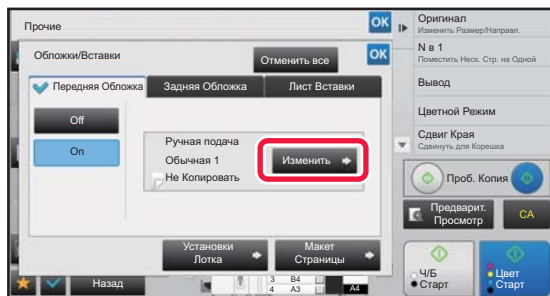 Прочие
OK
Обложки/Вставки
Отменить все
OK
Передняя Обложка
Задняя Обложка
Лист Вставки
Off
On
Ручная подача
Обычная 1
Не Копировать
Изменить
Установки
Лотка
Макет
Страницы
Назад
3 B4
4 A3
A4
Оригинал
Изменить Размер/Направл.
N в 1
Поместить Неск. Стр. на Одной
Вывод
Цветной Режим
Сдвиг Края
Сдвинуть для Корешка
Проб. Копия
Предварит.
Просмотр
CA
Ч/Б
Старт
Цвет
Старт